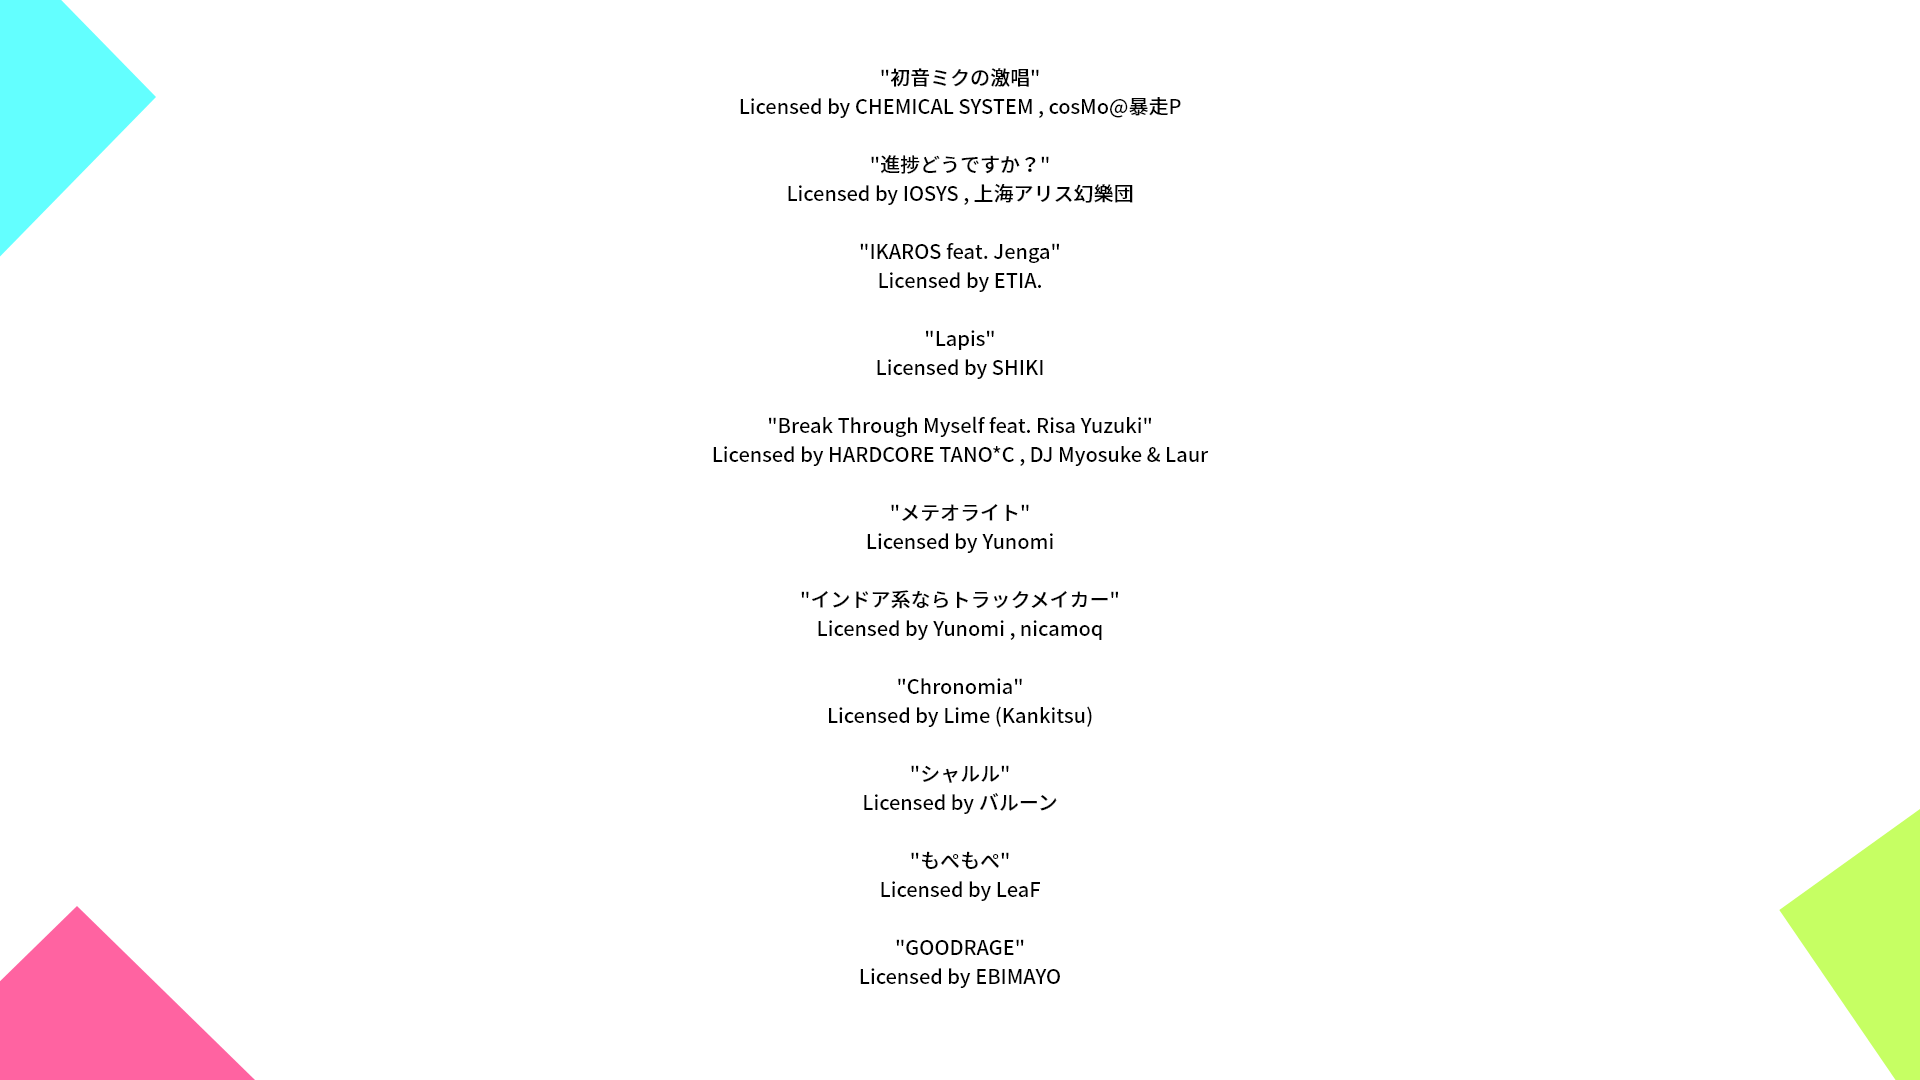 "初音ミクの激唱"
Licensed by CHEMICAL SYSTEM , cosMo@暴走P
"進捗どうですか？"
Licensed by IOSYS , 上海アリス幻樂団
"IKAROS feat. Jenga"
Licensed by ETIA.
"Lapis"
Licensed by SHIKI
"Break Through Myself feat. Risa Yuzuki"
Licensed by HARDCORE TANO*C , DJ Myosuke & Laur
"メテオライト"
Licensed by Yunomi
"インドア系ならトラックメイカー"
Licensed by Yunomi , nicamoq
"Chronomia"
Licensed by Lime (Kankitsu)
"シャルル"
Licensed by バルーン
"もぺもぺ"
Licensed by LeaF
"GOODRAGE"
Licensed by EBIMAYO